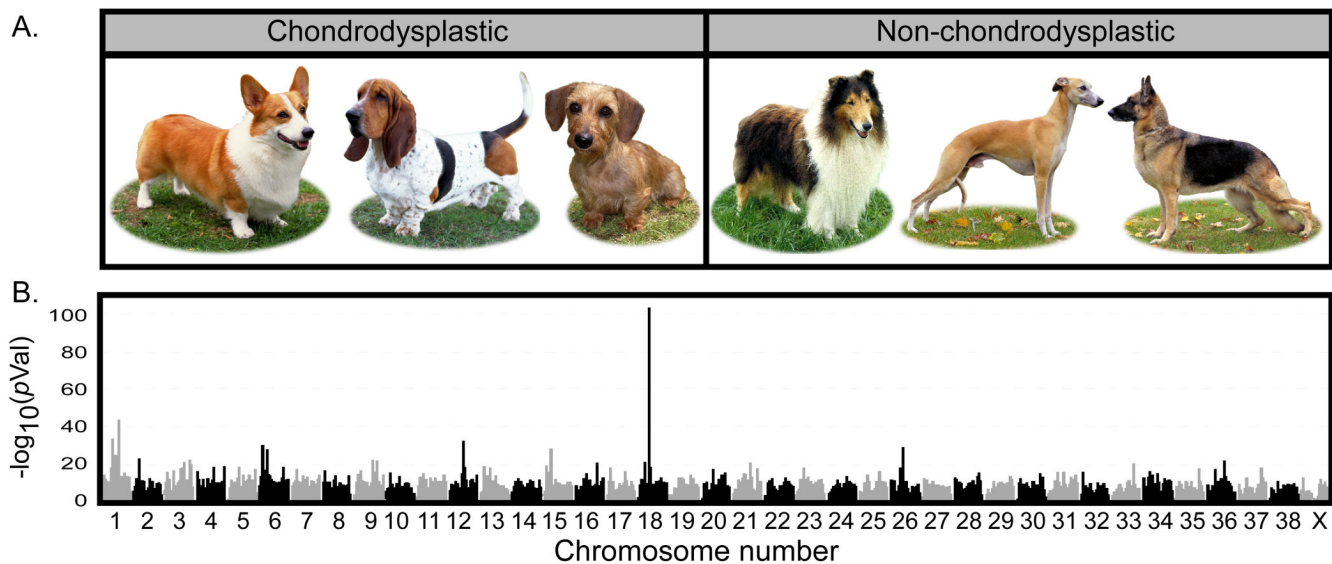 A.
Chondrodysplastic Non-chondrodysplastic
B.
-log10(pVal)
100
80
60
40
20
0
1 2 3 4 5 6 7 8 9 10 11 12 13 14 15 16 17 18 19 20 21 22 23 24 25 26 27 28 29 30 31 32 33 34 35 36 37 38 X
Chromosome number